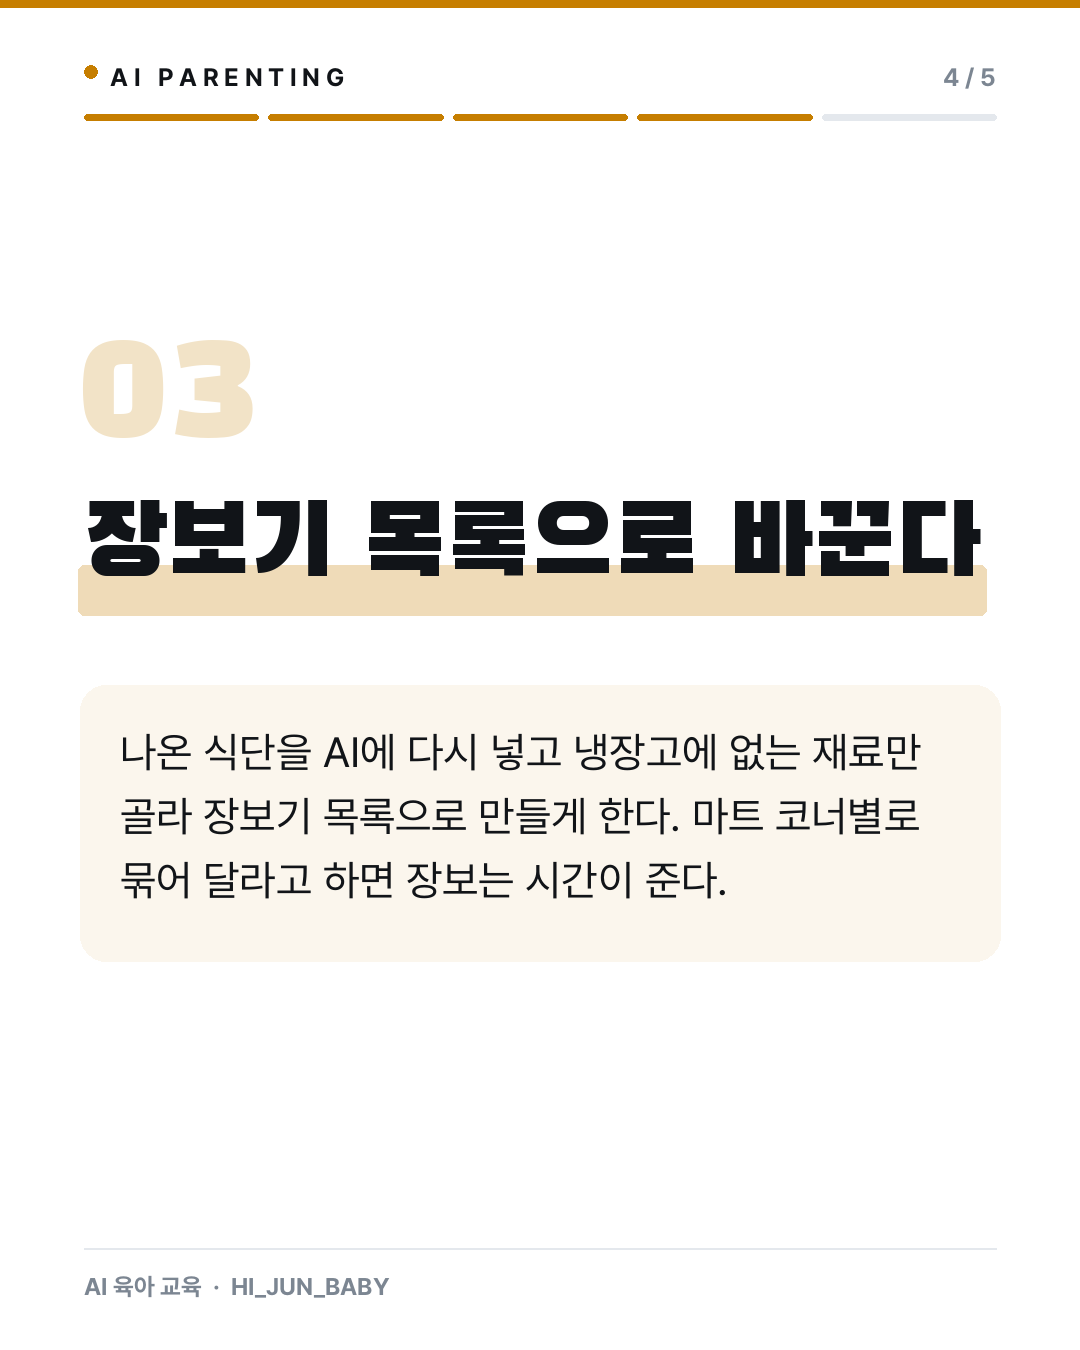 AI PARENTING
4 / 5
03
장보기 목록으로 바꾼다
나온 식단을 AI에 다시 넣고 냉장고에 없는 재료만
골라 장보기 목록으로 만들게 한다. 마트 코너별로
묶어 달라고 하면 장보는 시간이 준다.
AI 육아 교육 · HI_JUN_BABY